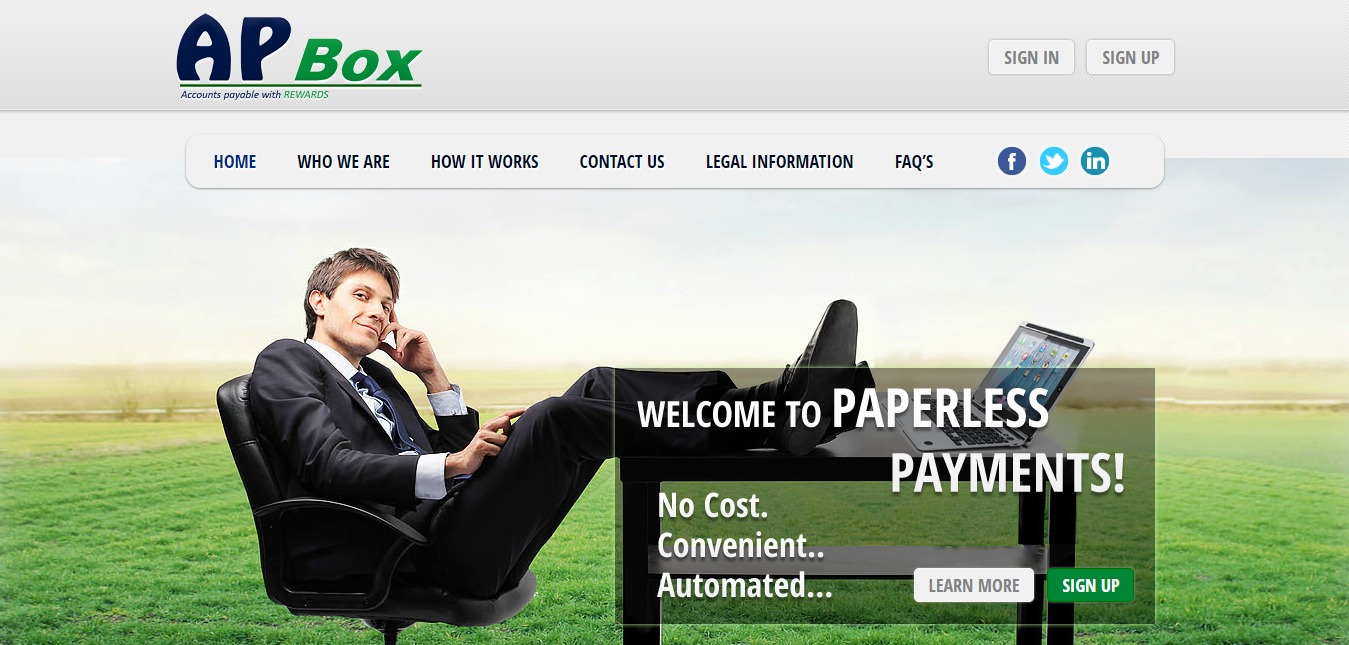 AP Box
Accounts payable with REWARDS
SIGN IN
SIGN UP
HOME
WHO WE ARE
HOW IT WORKS
CONTACT US
LEGAL INFORMATION
FAQ'S
f
in
WELCOME TO PAPERLESS
PAYMENTS!
No Cost.
Convenient..
Automated...
LEARN MORE
SIGN UP